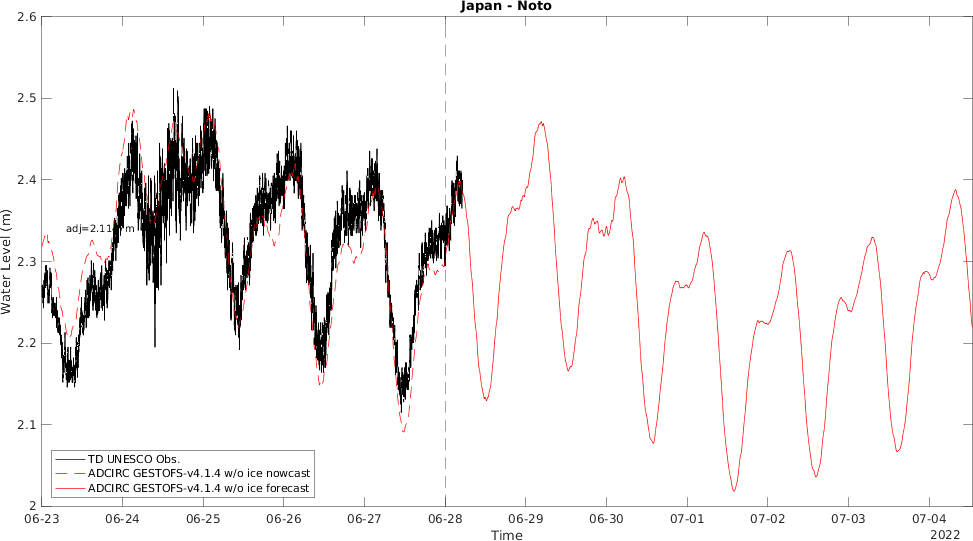 Japan - Noto
2.6
2.5
2.4
2.3
2.2
2.1
2
Water Level (m)
adj=2.11 m
TD UNESCO Obs.
ADCIRC GESTOFS-v4.1.4 w/o ice nowcast
ADCIRC GESTOFS-v4.1.4 w/o ice forecast
06-23 06-24 06-25 06-26 06-27 06-28 06-29 06-30 07-01 07-02 07-03 07-04
Time
2022